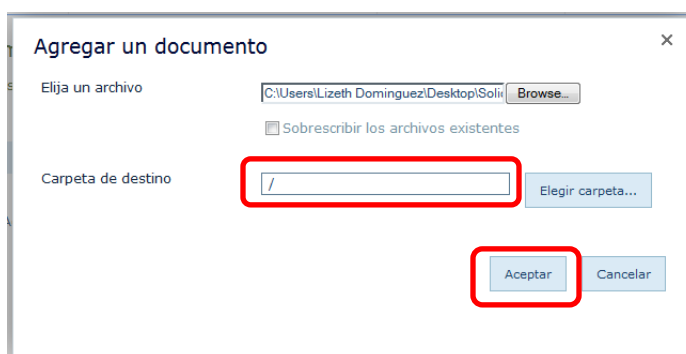 Agregar un documento
Elija un archivo
C:\Users\Lizeth Dominguez\Desktop\Solic Browse...
Sobrescribir los archivos existentes
Carpeta de destino
/
Elegir carpeta...
Aceptar
Cancelar